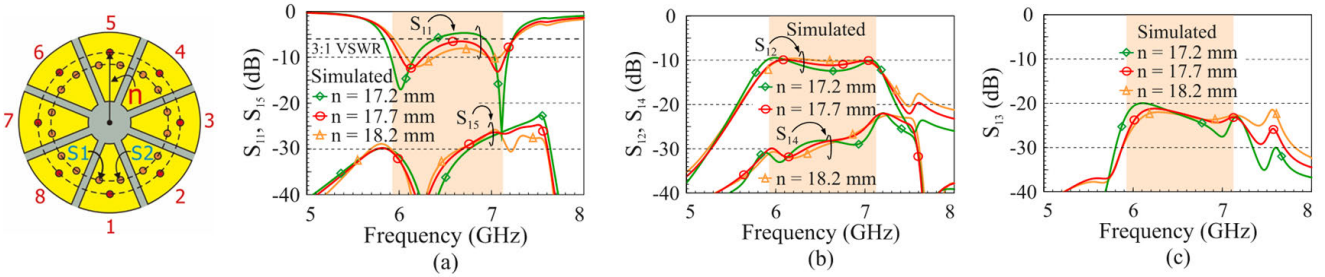 5
6
4
n
7
3
S1
S2
8
2
1
0
-10
-20
-30
-40
S11, S15 (dB)
S11
3:1 VSWR
Simulated
n = 17.2 mm
n = 17.7 mm
n = 18.2 mm
S15
5
6
7
8
Frequency (GHz)
(a)
0
-10
-20
-30
-40
S12, S14 (dB)
Simulated
S12
n = 17.2 mm
n = 17.7 mm
S14
n = 18.2 mm
5
6
7
8
Frequency (GHz)
(b)
0
-10
-20
-30
-40
S13 (dB)
Simulated
n = 17.2 mm
n = 17.7 mm
n = 18.2 mm
5
6
7
8
Frequency (GHz)
(c)